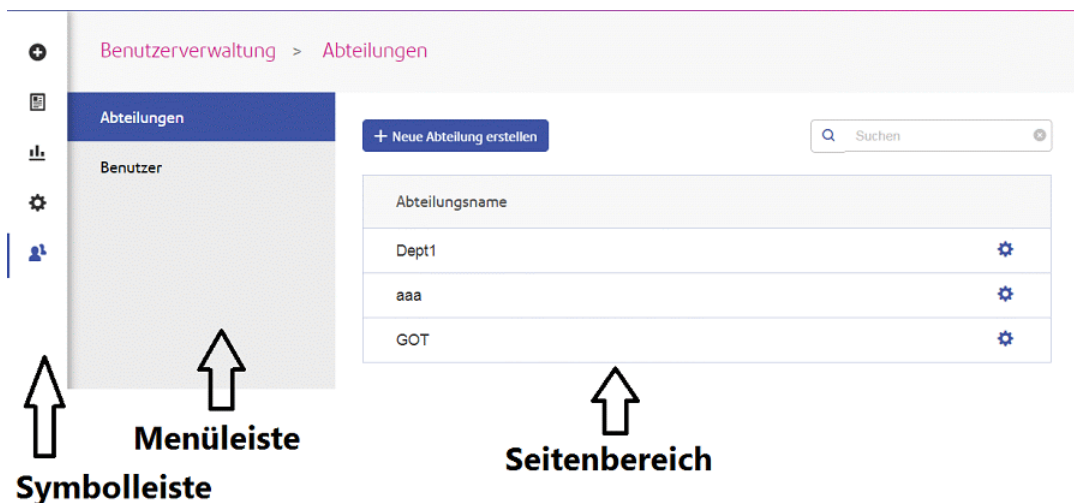 Benutzerverwaltung > Abteilungen
Abteilungen
Benutzer
+ Neue Abteilung erstellen
Suchen
Abteilungsname
Dept1
aaa
GOT
Menüleiste
Seitenbereich
Symbolleiste